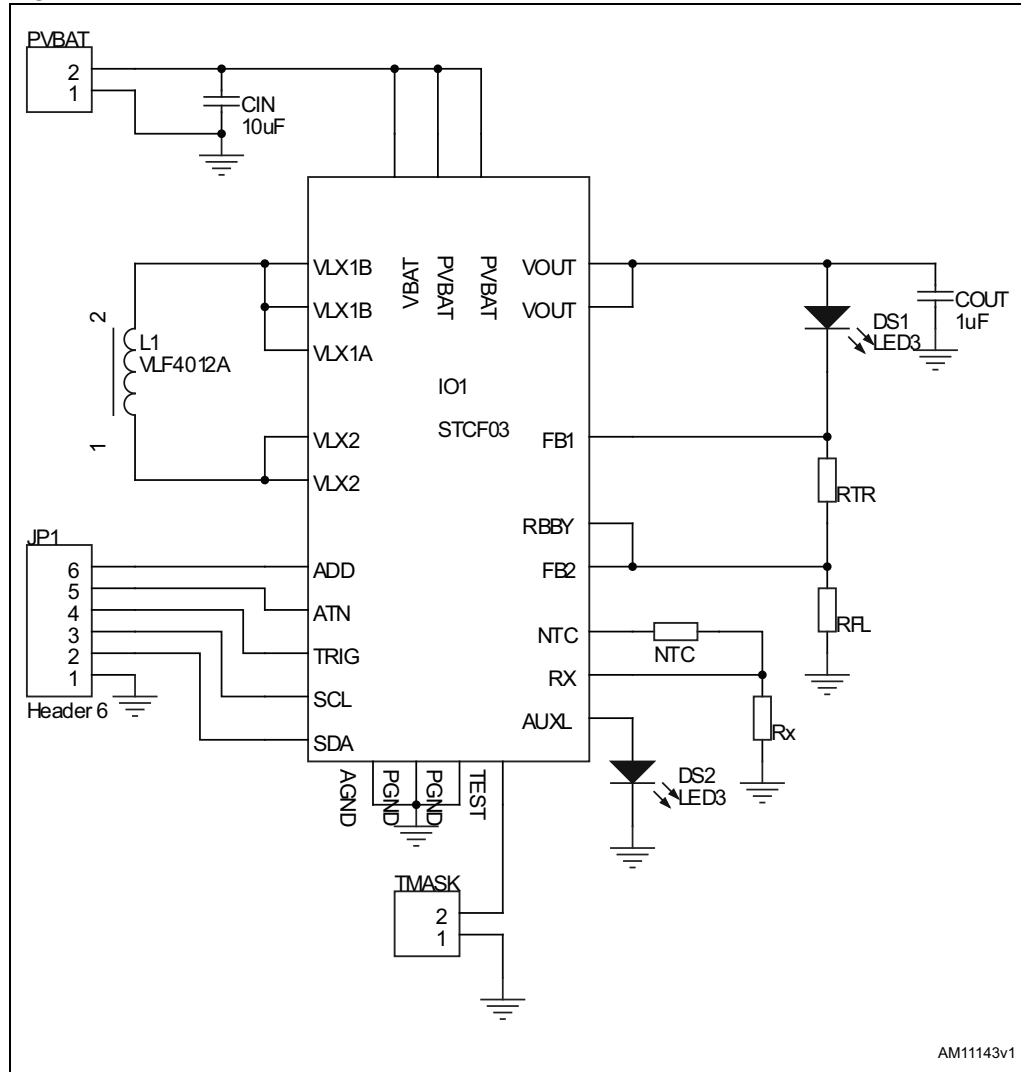 PVBAT
2
1
CIN
10uF
VLX1B
VLX1B
VLX1A
VLX2
VLX2
ADD
ATN
TRIG
SCL
SDA
VBAT
PVBAT
PVBAT
IO1
STCF03
VOUT
VOUT
FB1
RBBY
FB2
NTC
RX
AUXL
AGND
PGND
PGND
TEST
2
L1
VLF4012A
1
JP1
6
5
4
3
2
1
Header 6
COUT
1uF
DS1
LED3
RTR
RFL
NTC
Rx
DS2
LED3
TMASK
2
1
AM11143v1